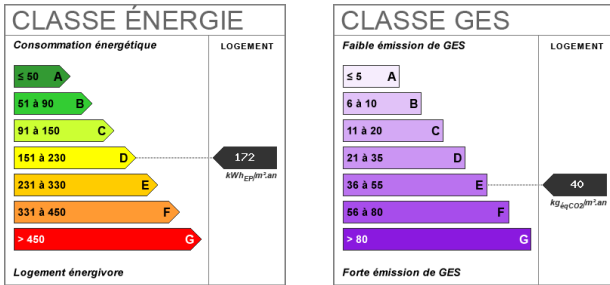 CLASSE ÉNERGIE
Consommation énergétique
LOGEMENT
≤ 50 A
51 à 90 B
91 à 150 C
151 à 230 D
172
kWhEP/m².an
231 à 330 E
331 à 450 F
> 450 G
Logement énergivore
CLASSE GES
Faible émission de GES
LOGEMENT
≤ 5 A
6 à 10 B
11 à 20 C
21 à 35 D
36 à 55 E
40
kgéqCO2/m².an
56 à 80 F
> 80 G
Forte émission de GES